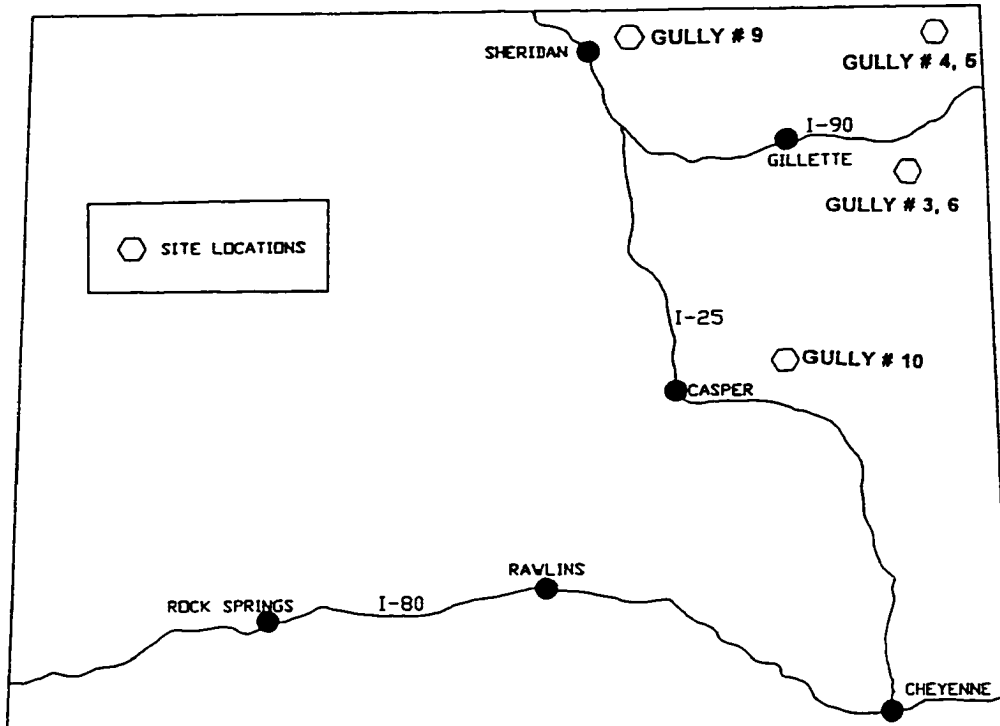 SHERIDAN
GULLY # 9
GULLY # 4, 5
I-90
GILLETTE
GULLY # 3, 6
SITE LOCATIONS
I-25
GULLY # 10
CASPER
RAWLINS
ROCK SPRINGS
I-80
CHEYENNE